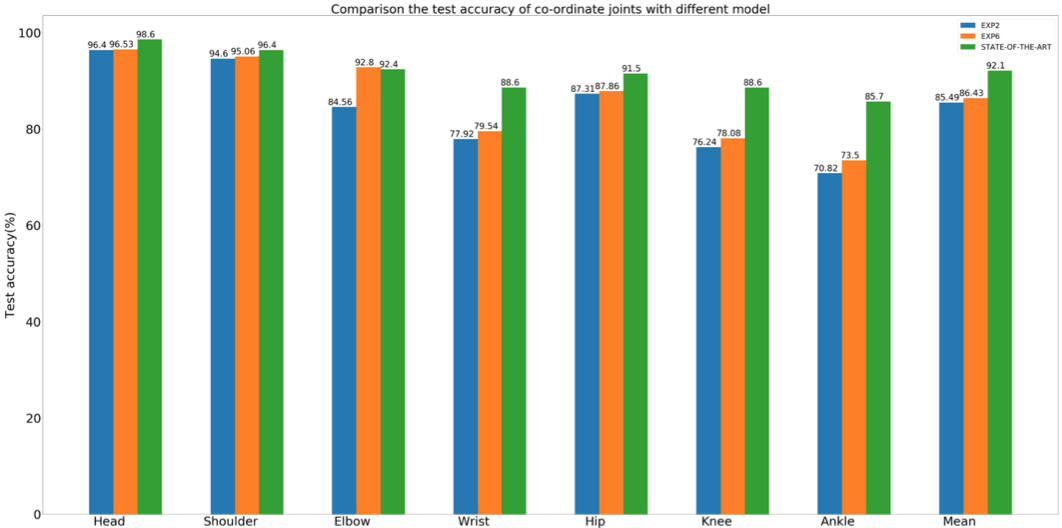 Comparison the test accuracy of co-ordinate joints with different model
EXP2
EXP6
STATE-OF-THE-ART
Test accuracy(%)
100
80
60
40
20
0
96.4 96.53 98.6
94.6 95.06 96.4
84.56 92.8 92.4
77.92 79.54 88.6
87.31 87.86 91.5
76.24 78.08 88.6
70.82 73.5 85.7
85.49 86.43 92.1
Head Shoulder Elbow Wrist Hip Knee Ankle Mean